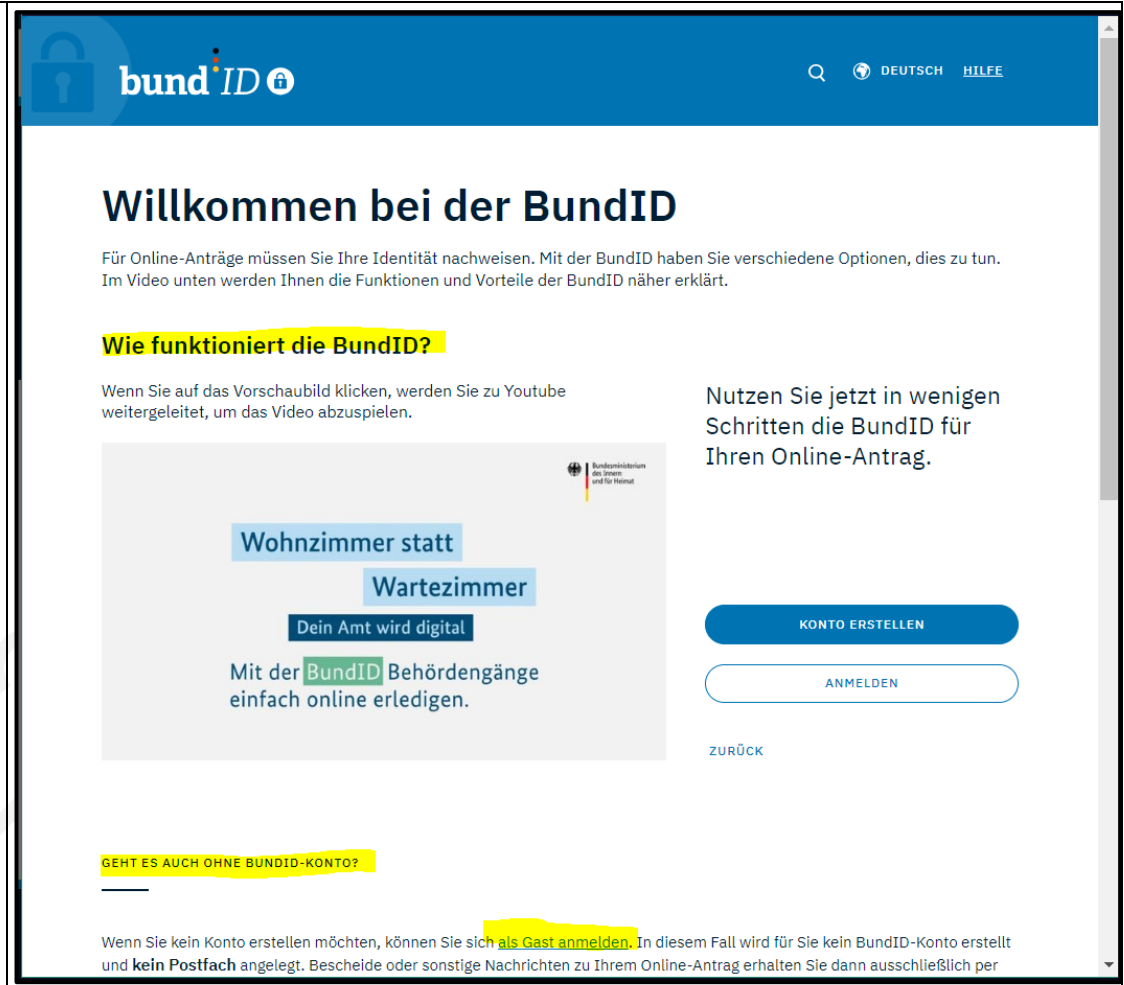 bund ID
DEUTSCH HILFE
Willkommen bei der BundID
Für Online-Anträge müssen Sie Ihre Identität nachweisen. Mit der BundID haben Sie verschiedene Optionen, dies zu tun.
Im Video unten werden Ihnen die Funktionen und Vorteile der BundID näher erklärt.
Wie funktioniert die BundID?
Wenn Sie auf das Vorschaubild klicken, werden Sie zu Youtube
weitergeleitet, um das Video abzuspielen.
Bundesministerium
des Innern
und für Heimat
Wohnzimmer statt
Wartezimmer
Dein Amt wird digital
Mit der BundID Behördengänge
einfach online erledigen.
Nutzen Sie jetzt in wenigen
Schritten die BundID für
Ihren Online-Antrag.
KONTO ERSTELLEN
ANMELDEN
ZURÜCK
GEHT ES AUCH OHNE BUNDID-KONTO?
Wenn Sie kein Konto erstellen möchten, können Sie sich als Gast anmelden. In diesem Fall wird für Sie kein BundID-Konto erstellt
und kein Postfach angelegt. Bescheide oder sonstige Nachrichten zu Ihrem Online-Antrag erhalten Sie dann ausschließlich per